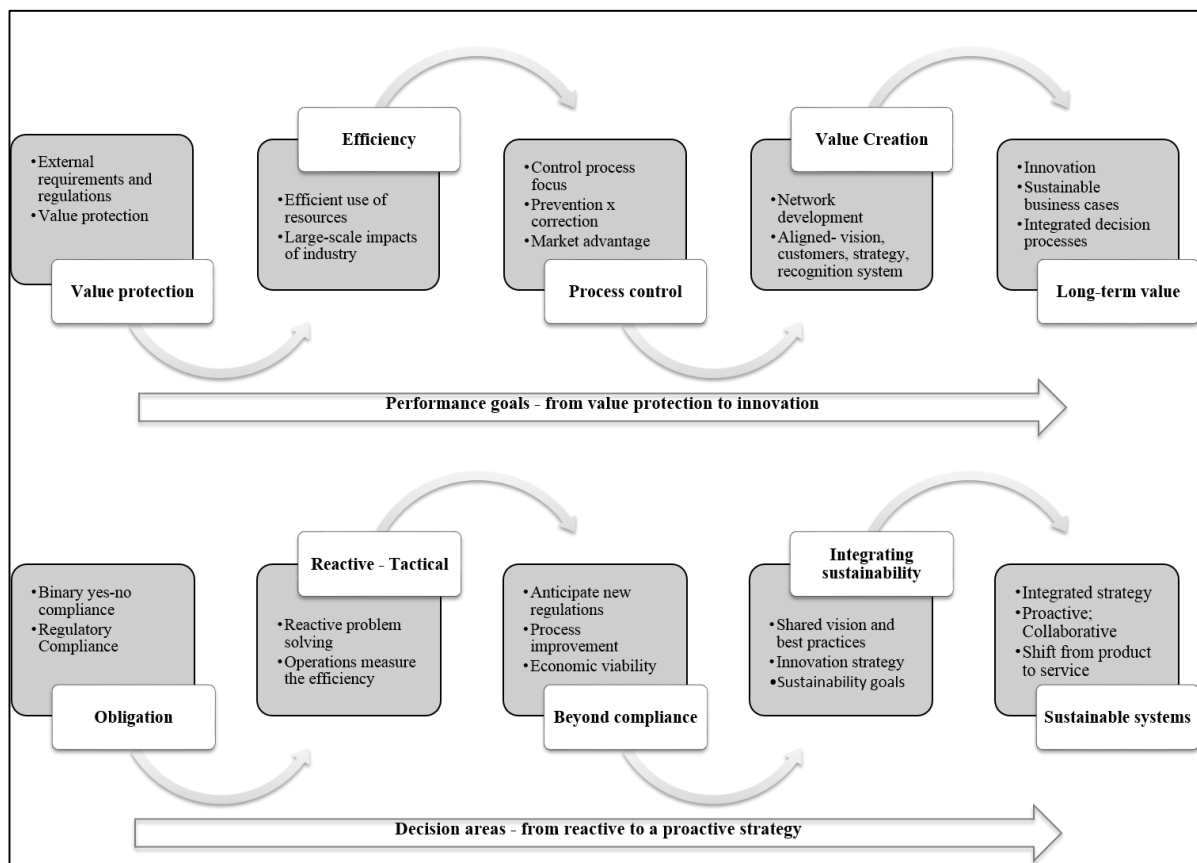 Efficiency
Value Creation
• External
requirements and
regulations
• Value protection
Value protection
• Efficient use of
resources
• Large-scale impacts
of industry
• Control process
focus
• Prevention x
correction
• Market advantage
Process control
• Network
development
• Aligned- vision,
customers, strategy,
recognition system
• Innovation
• Sustainable
business cases
• Integrated decision
processes
Long-term value
Performance goals - from value protection to innovation
Reactive - Tactical
Integrating
sustainability
• Binary yes-no
compliance
• Regulatory
Compliance
Obligation
• Reactive problem
solving
• Operations measure
the efficiency
• Anticipate new
regulations
• Process
improvement
• Economic viability
Beyond compliance
• Shared vision and
best practices
• Innovation strategy
• Sustainability goals
• Integrated strategy
• Proactive;
Collaborative
• Shift from product
to service
Sustainable systems
Decision areas - from reactive to a proactive strategy